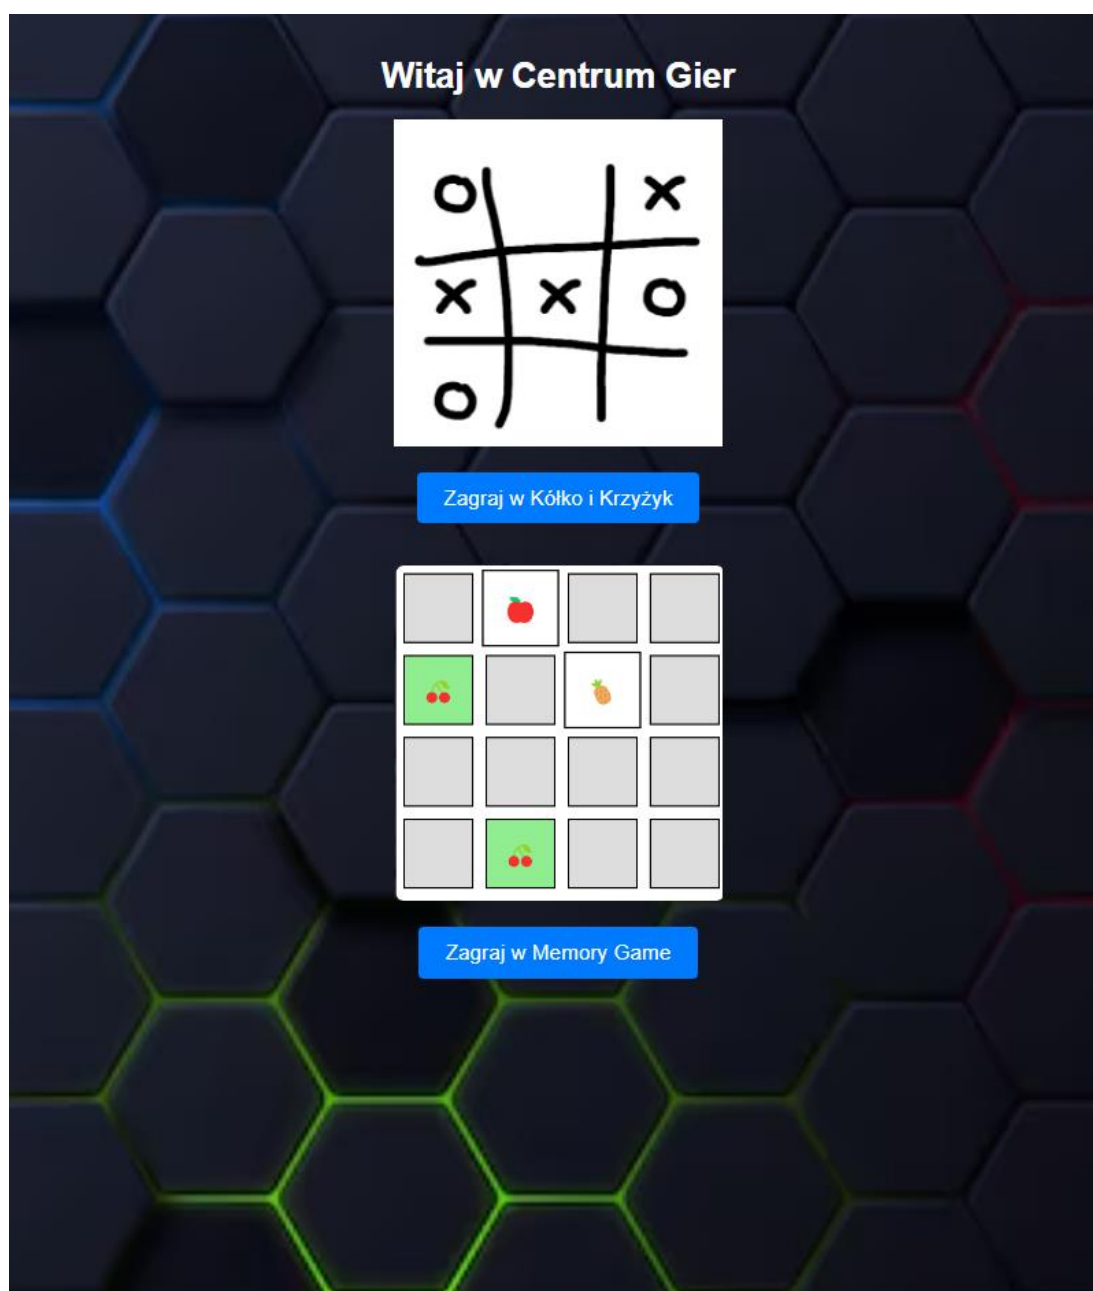 Witaj w Centrum Gier
O X
X X O
O
Zagraj w Kółko i Krzyżyk
Zagraj w Memory Game